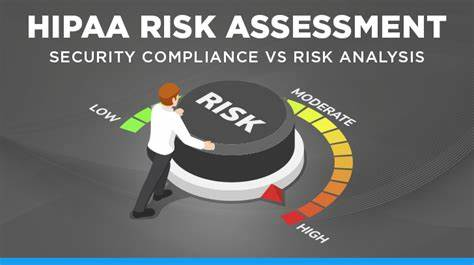 HIPAA RISK ASSESSMENT
SECURITY COMPLIANCE VS RISK ANALYSIS
LOW
RISK
MODERATE
HIGH